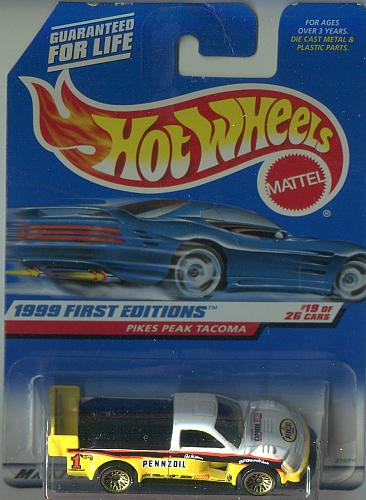 GUARANTEED
FOR LIFE
FOR AGES
OVER 3 YEARS.
DIE CAST METAL &
PLASTIC PARTS.
HOT WHEELS
MATTEL
®
1999 FIRST EDITIONS™
#19 OF
26 CARS
PIKES PEAK TACOMA
1
PENNZOIL